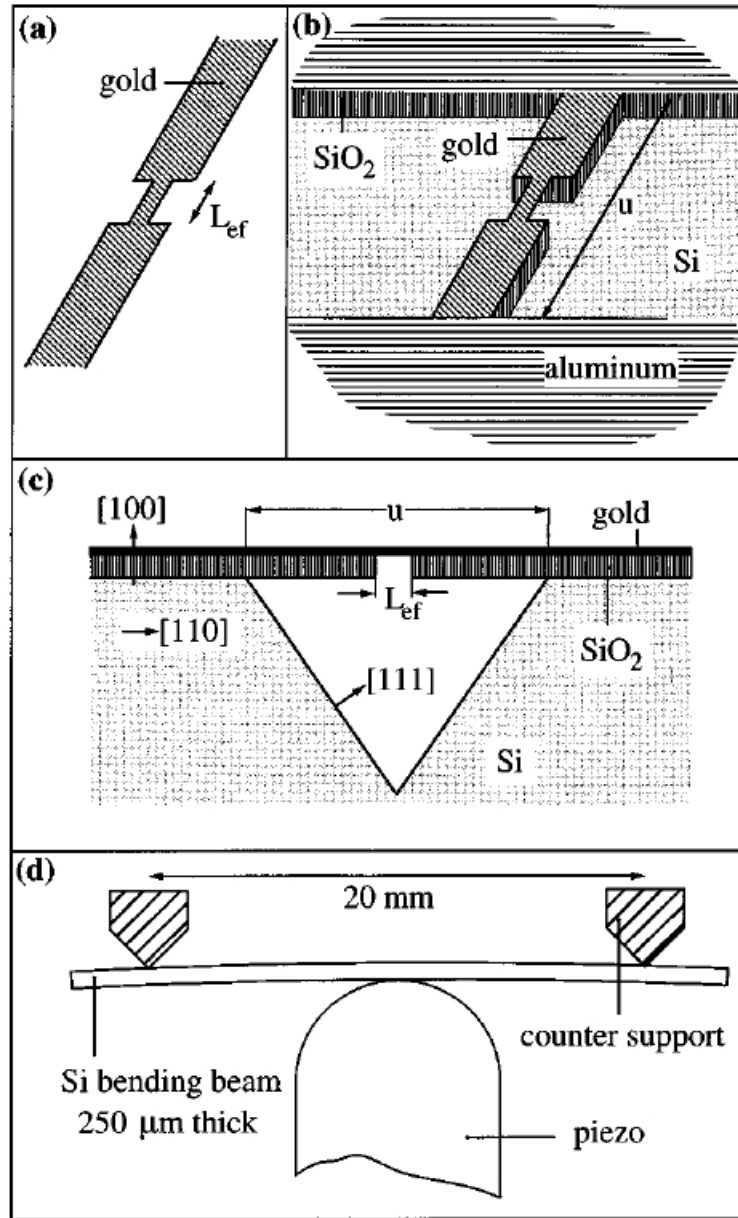 (a)
gold
L_ef
(b)
SiO₂
gold
u
Si
aluminum
(c)
[100]
u
gold
L_ef
[110]
SiO₂
[111]
Si
(d)
20 mm
counter support
Si bending beam
250 μm thick
piezo